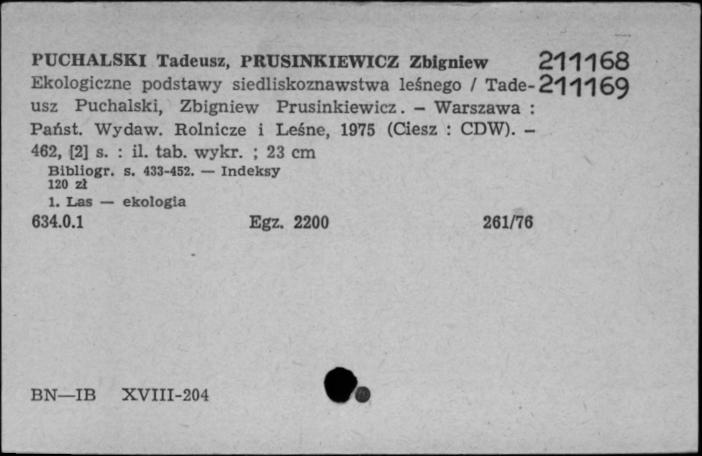 PUCHALSKI Tadeusz, PRUSINKIEWICZ Zbigniew 211168
Ekologiczne podstawy siedliskoznawstwa leśnego / Tade- 211169
usz Puchalski, Zbigniew Prusinkiewicz. – Warszawa :
Państ. Wydaw. Rolnicze i Leśne, 1975 (Ciesz : CDW). –
462, [2] s. : il. tab. wykr. ; 23 cm
Bibliogr. s. 433-452. — Indeksy
120 zł
1. Las — ekologia
634.0.1 Egz. 2200 261/76
BN—IB XVIII-204